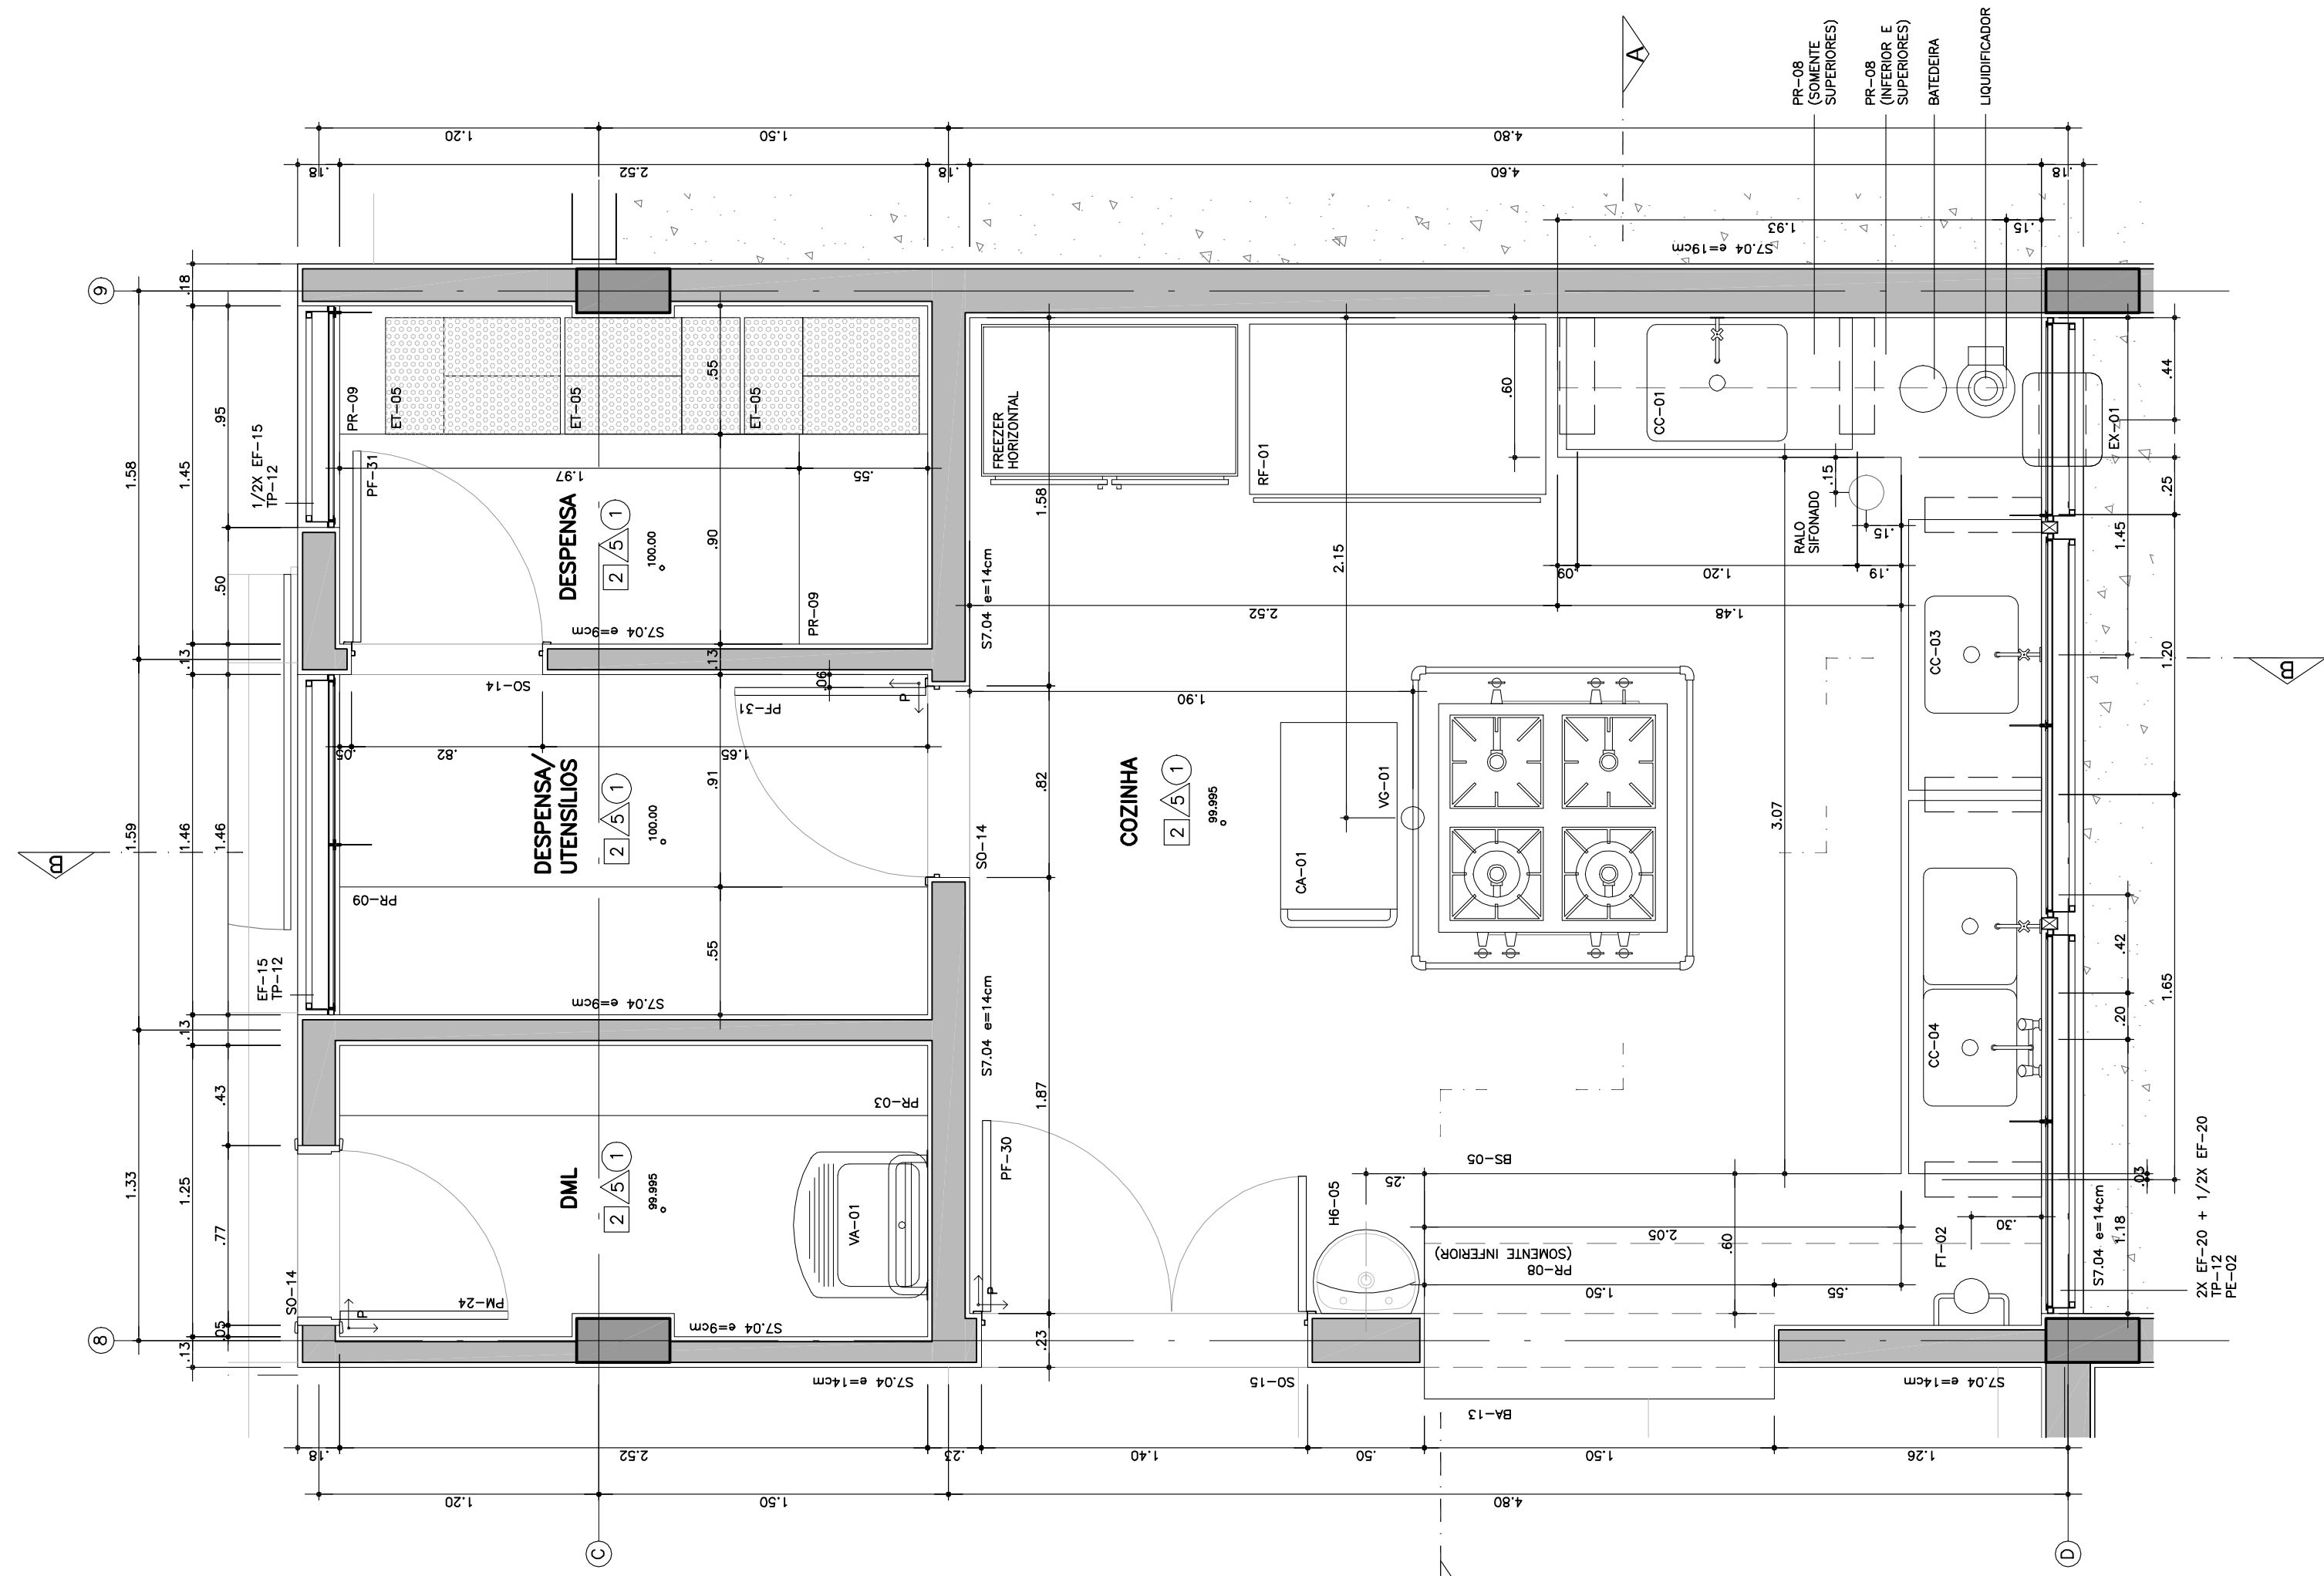 PR-08
(SOMENTE
SUPERIORES)
PR-08
(INFERIOR E
SUPERIORES)
BATEDEIRA
LIQUIDIFICADOR
A
1.20
1.50
4.80
.18
2.52
.18
4.60
.18
1.93
.15
S7.04 e=19cm
9
.18
1.58
1.45
.95
.50
.13
1/2X EF-15
TP-12
PR-09
ET-05
ET-05
ET-05
.55
PF-31
1.97
.55
DESPENSA
2
5
1
100.00
.90
PR-09
S7.04 e=9cm
.13
FREEZER
HORIZONTAL
RF-01
1.58
S7.04 e=14cm
2.15
.60
CC-01
.15
.15
RALO
SIFONADO
.09
1.20
.19
2.52
1.48
EX-01
.44
.25
1.45
1.20
CC-03
B
B
1.59
1.46
1.46
SO-14
.06
P
PF-31
.05
.82
1.65
.91
DESPENSA/
UTENSÍLIOS
2
5
1
100.00
PR-09
EF-15
TP-12
.55
S7.04 e=9cm
.13
1.90
.82
COZINHA
2
5
1
99.995
SO-14
CA-01
VG-01
3.07
1.65
.42
.20
CC-04
S7.04 e=14cm
1.87
1.33
1.25
.43
.77
.05
.13
PR-03
DML
2
5
1
99.995
VA-01
PM-24
SO-14
P
S7.04 e=9cm
PF-30
P
H6-05
.25
BS-05
2.05
.60
PR-08
(SOMENTE INFERIOR)
1.50
.55
FT-02
.30
.03
1.18
S7.04 e=14cm
2X EF-20 + 1/2X EF-20
TP-12
PE-02
8
.23
S7.04 e=14cm
SO-15
S7.04 e=14cm
BA-13
.18
2.52
.23
1.40
.50
1.50
1.26
1.20
1.50
4.80
C
D